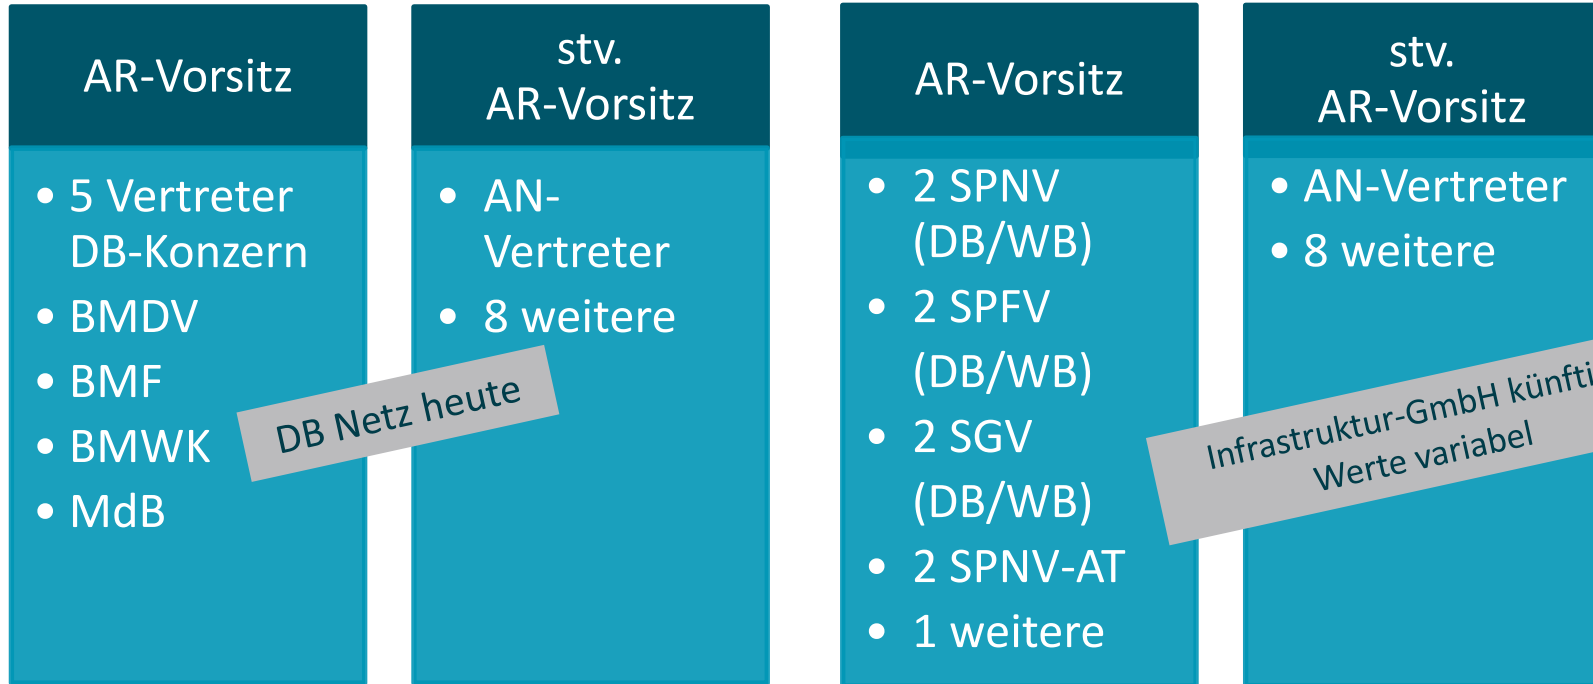 AR-Vorsitz
• 5 Vertreter
DB-Konzern
• BMDV
• BMF
• BMWK
• MdB
stv.
AR-Vorsitz
• AN-
Vertreter
• 8 weitere
DB Netz heute
AR-Vorsitz
• 2 SPNV
(DB/WB)
• 2 SPFV
(DB/WB)
• 2 SGV
(DB/WB)
• 2 SPNV-AT
• 1 weitere
stv.
AR-Vorsitz
• AN-Vertreter
• 8 weitere
Infrastruktur-GmbH künfti
Werte variabel